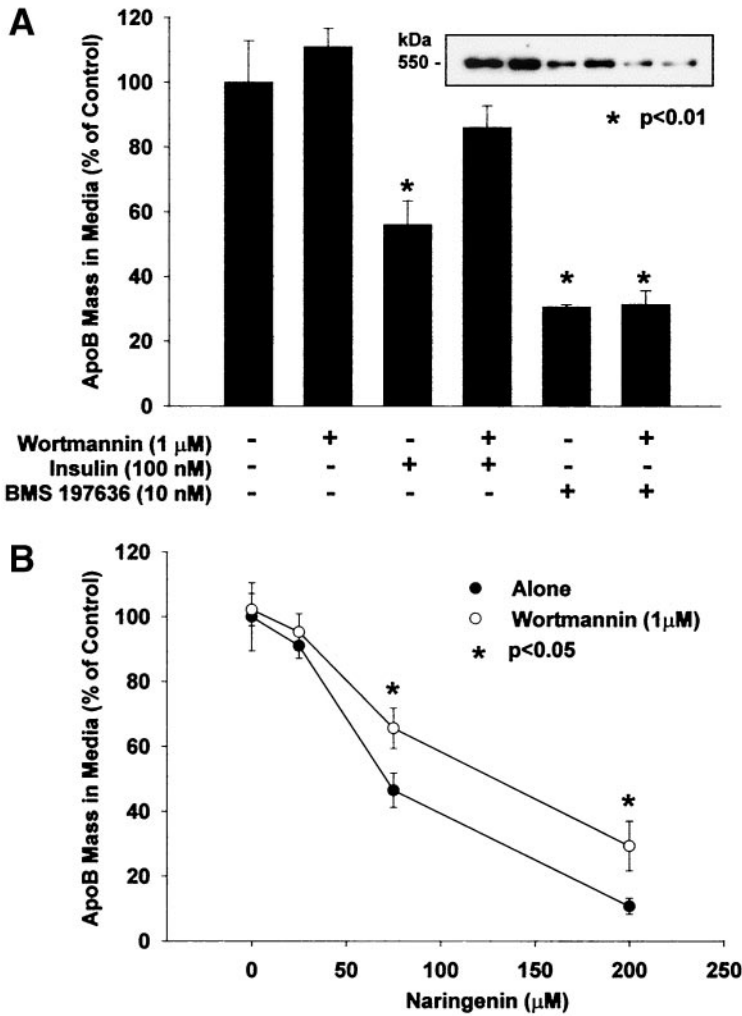 A
ApoB Mass in Media (% of Control)
120
100
80
60
40
20
0
kDa
550 -
* p<0.01
*
*
*
Wortmannin (1 μM) - + - + - +
Insulin (100 nM) - - + + - -
BMS 197636 (10 nM) - - - - + +
B
ApoB Mass in Media (% of Control)
120
100
80
60
40
20
0
Alone
Wortmannin (1μM)
* p<0.05
*
*
0 50 100 150 200 250
Naringenin (μM)